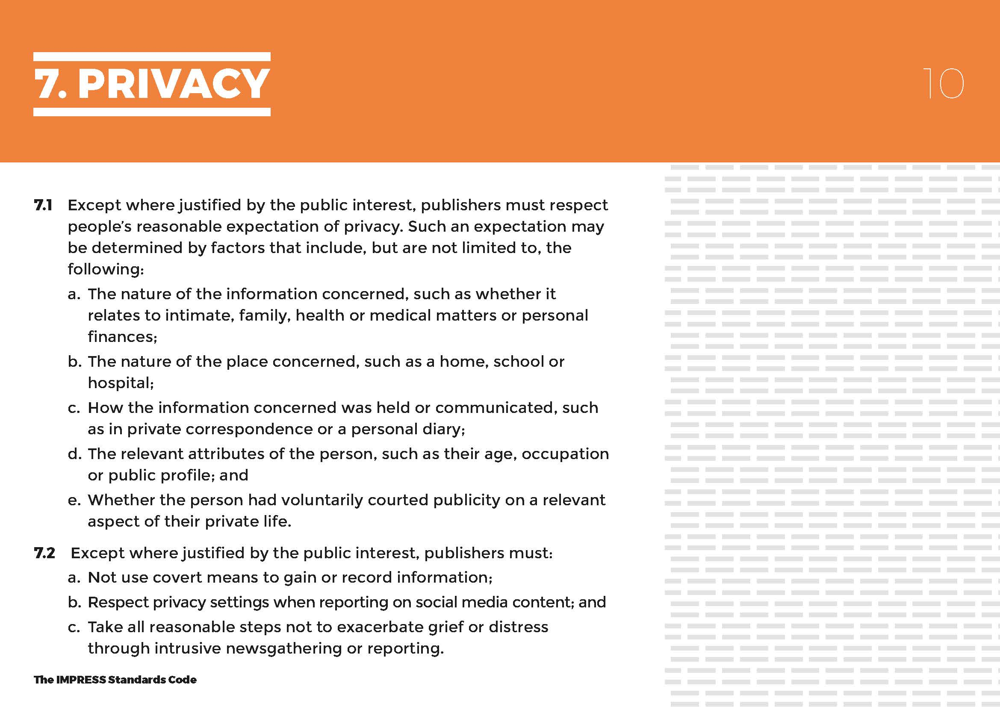 7. PRIVACY
10
7.1 Except where justified by the public interest, publishers must respect
people’s reasonable expectation of privacy. Such an expectation may
be determined by factors that include, but are not limited to, the
following:
a. The nature of the information concerned, such as whether it
relates to intimate, family, health or medical matters or personal
finances;
b. The nature of the place concerned, such as a home, school or
hospital;
c. How the information concerned was held or communicated, such
as in private correspondence or a personal diary;
d. The relevant attributes of the person, such as their age, occupation
or public profile; and
e. Whether the person had voluntarily courted publicity on a relevant
aspect of their private life.
7.2 Except where justified by the public interest, publishers must:
a. Not use covert means to gain or record information;
b. Respect privacy settings when reporting on social media content; and
c. Take all reasonable steps not to exacerbate grief or distress
through intrusive newsgathering or reporting.
The IMPRESS Standards Code